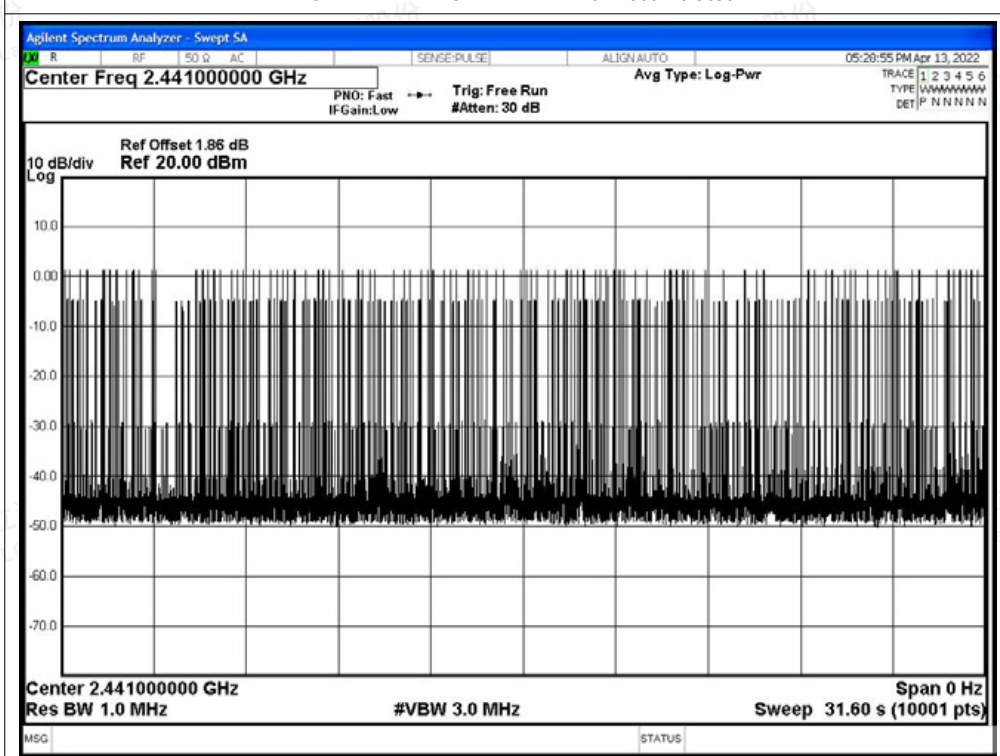 Agilent Spectrum Analyzer - Swept SA
LXI R RF 50 Ω AC SENSE:PULSE ALIGN AUTO 05:28:55 PM Apr 13, 2022
Center Freq 2.441000000 GHz
PNO: Fast
IFGain:Low
Trig: Free Run
#Atten: 30 dB
Avg Type: Log-Pwr
TRACE 1 2 3 4 5 6
TYPE
DET P N N N N N
Ref Offset 1.86 dB
10 dB/div Ref 20.00 dBm
Log
10.0
0.00
-10.0
-20.0
-30.0
-40.0
-50.0
-60.0
-70.0
Center 2.441000000 GHz Span 0 Hz
Res BW 1.0 MHz #VBW 3.0 MHz Sweep 31.60 s (10001 pts)
MSG STATUS